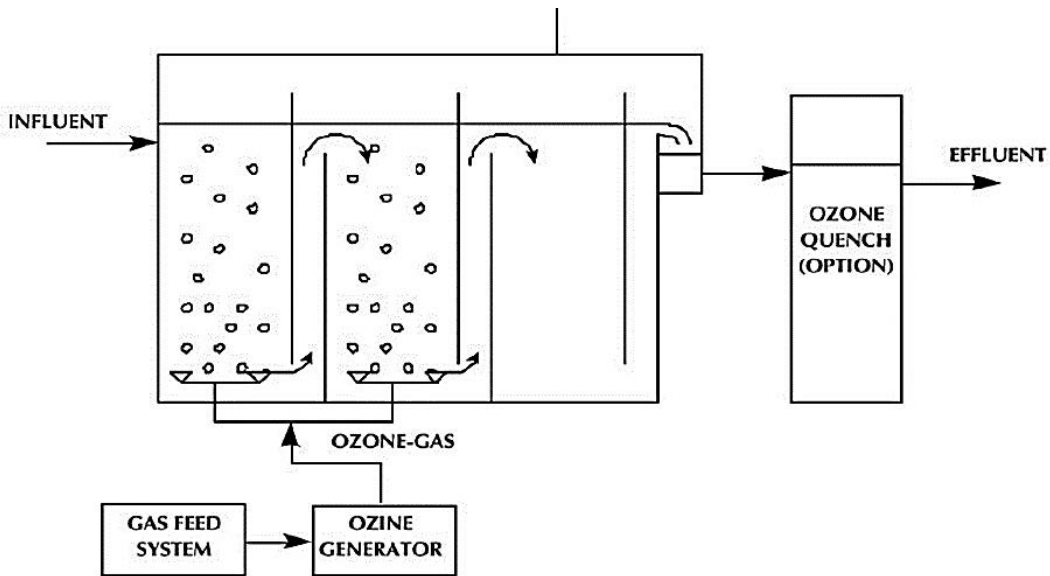 INFLUENT
EFFLUENT
OZONE
QUENCH
(OPTION)
OZONE-GAS
GAS FEED
SYSTEM
OZINE
GENERATOR